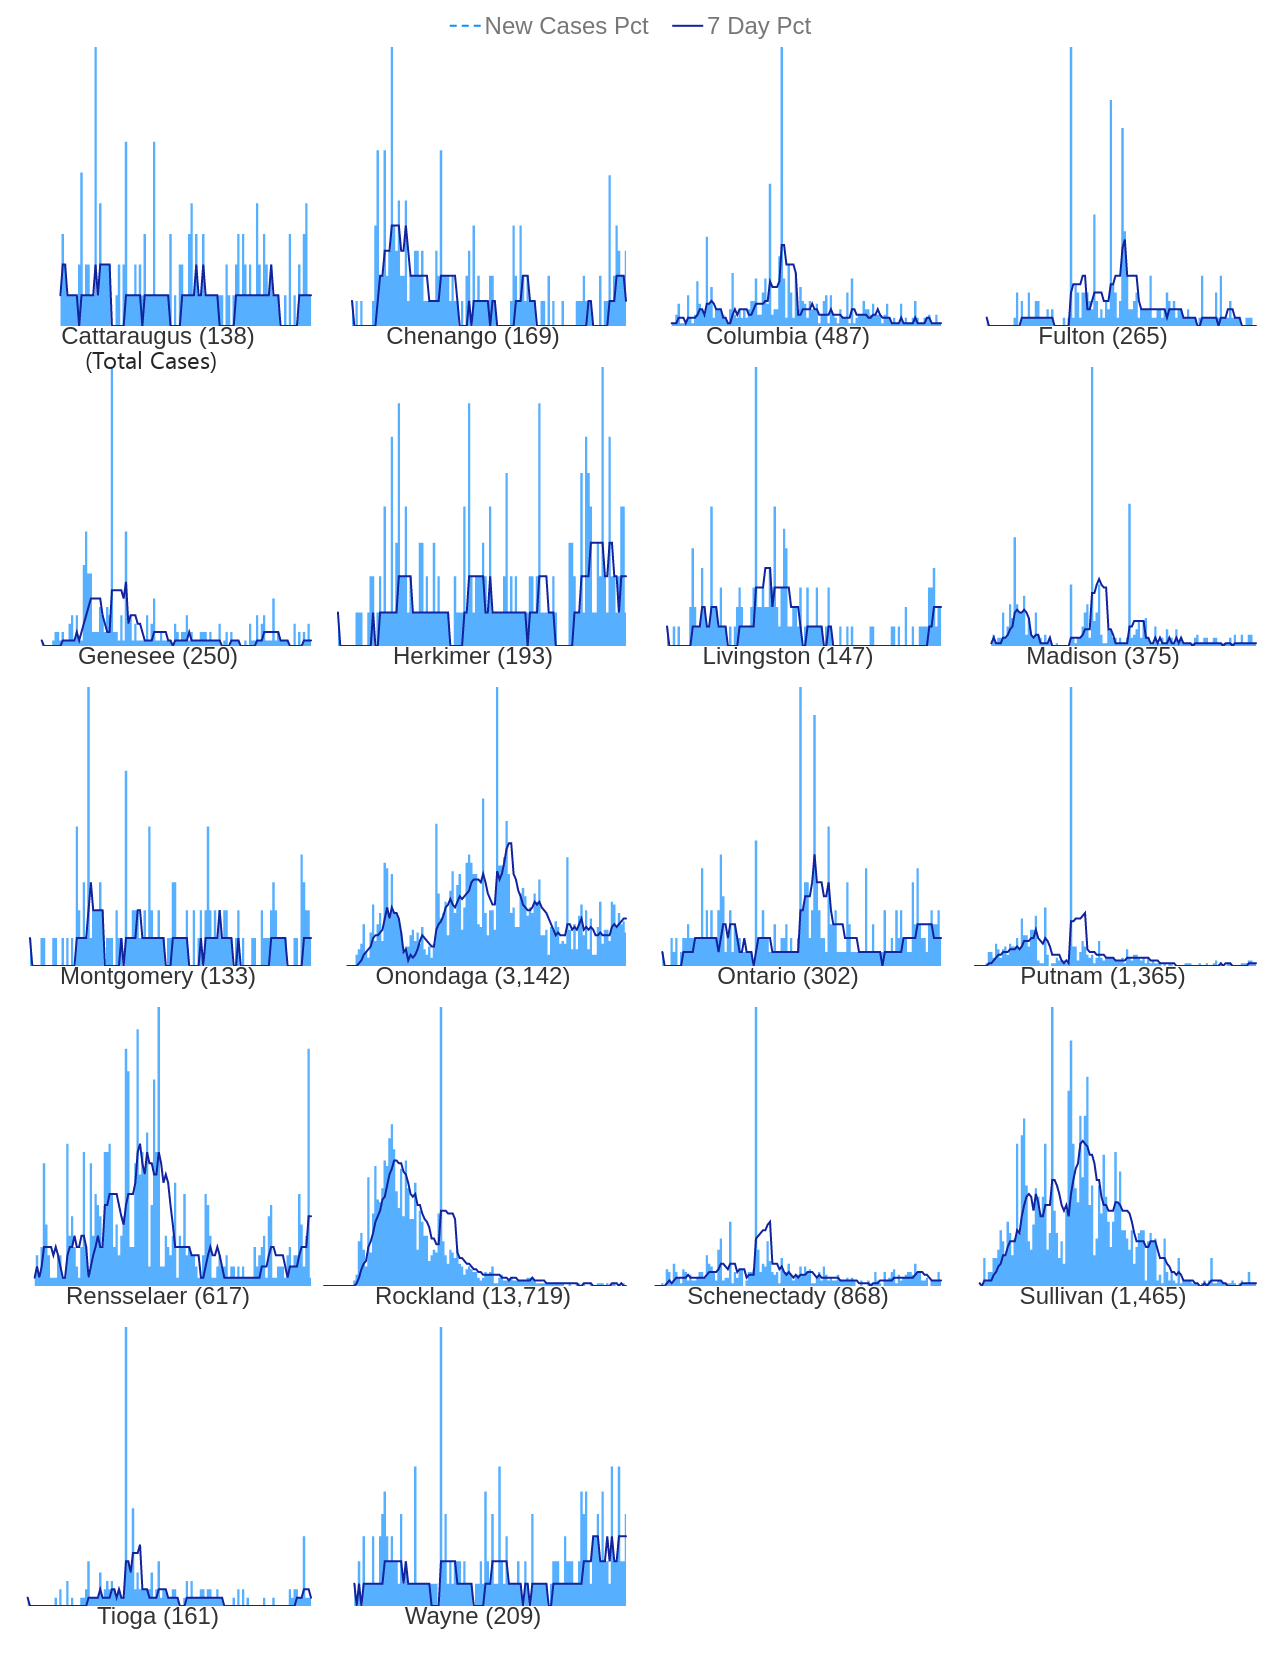 New Cases Pct 7 Day Pct
Cattaraugus (138) Chenango (169) Columbia (487) Fulton (265)
(Total Cases)
Genesee (250) Herkimer (193) Livingston (147) Madison (375)
Montgomery (133) Onondaga (3,142) Ontario (302) Putnam (1,365)
Rensselaer (617) Rockland (13,719) Schenectady (868) Sullivan (1,465)
Tioga (161) Wayne (209)